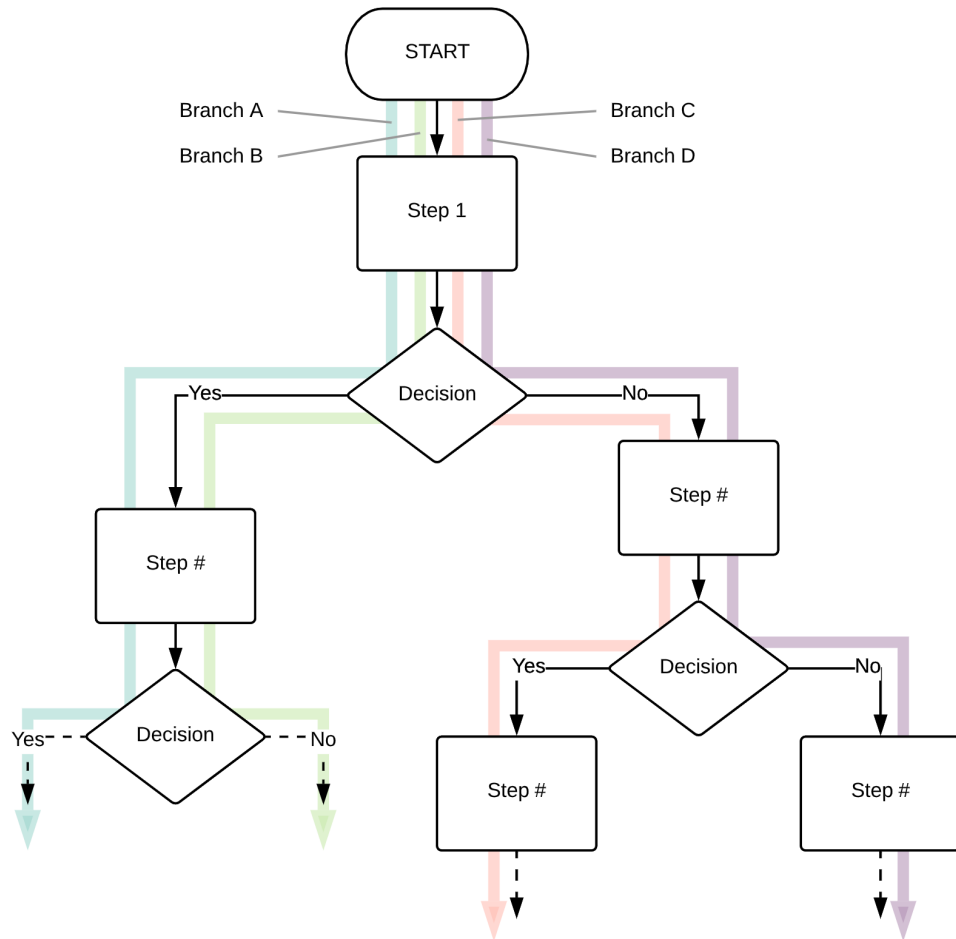 START
Branch A
Branch C
Branch B
Branch D
Step 1
Decision
Yes
No
Step #
Step #
Decision
Yes
No
Decision
Yes
No
Step #
Step #